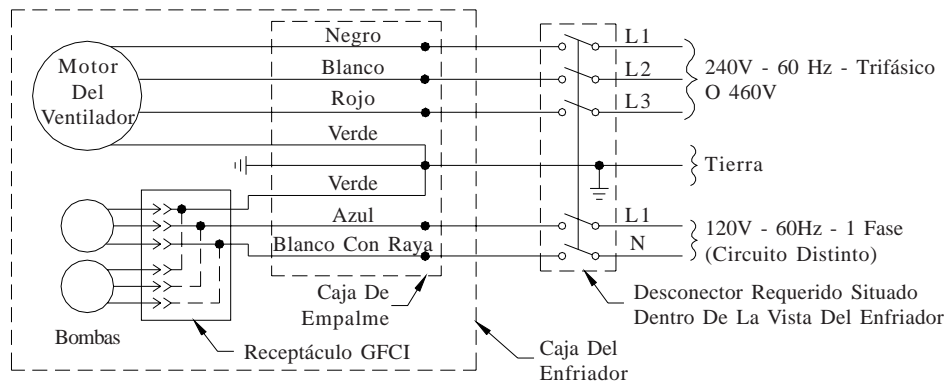 Negro
L1
Motor
Del
Ventilador
Blanco
L2
240V - 60 Hz - Trifásico
O 460V
Rojo
L3
Verde
Tierra
Verde
Azul
L1
120V - 60Hz - 1 Fase
(Circuito Distinto)
Blanco Con Raya
N
Caja De
Empalme
Desconector Requerido Situado
Dentro De La Vista Del Enfriador
Bombas
Receptáculo GFCI
Caja Del
Enfriador